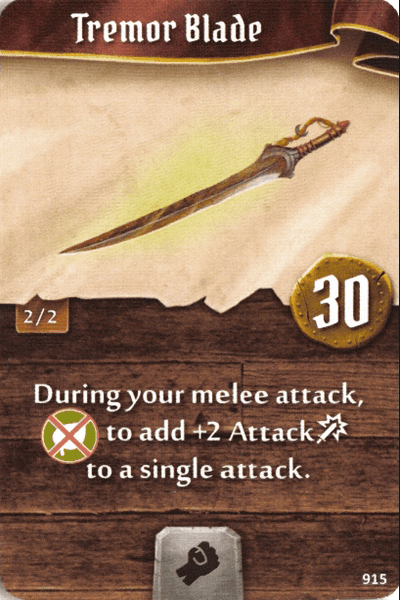 Tremor Blade
2/2
30
During your melee attack,
to add +2 Attack
to a single attack.
915